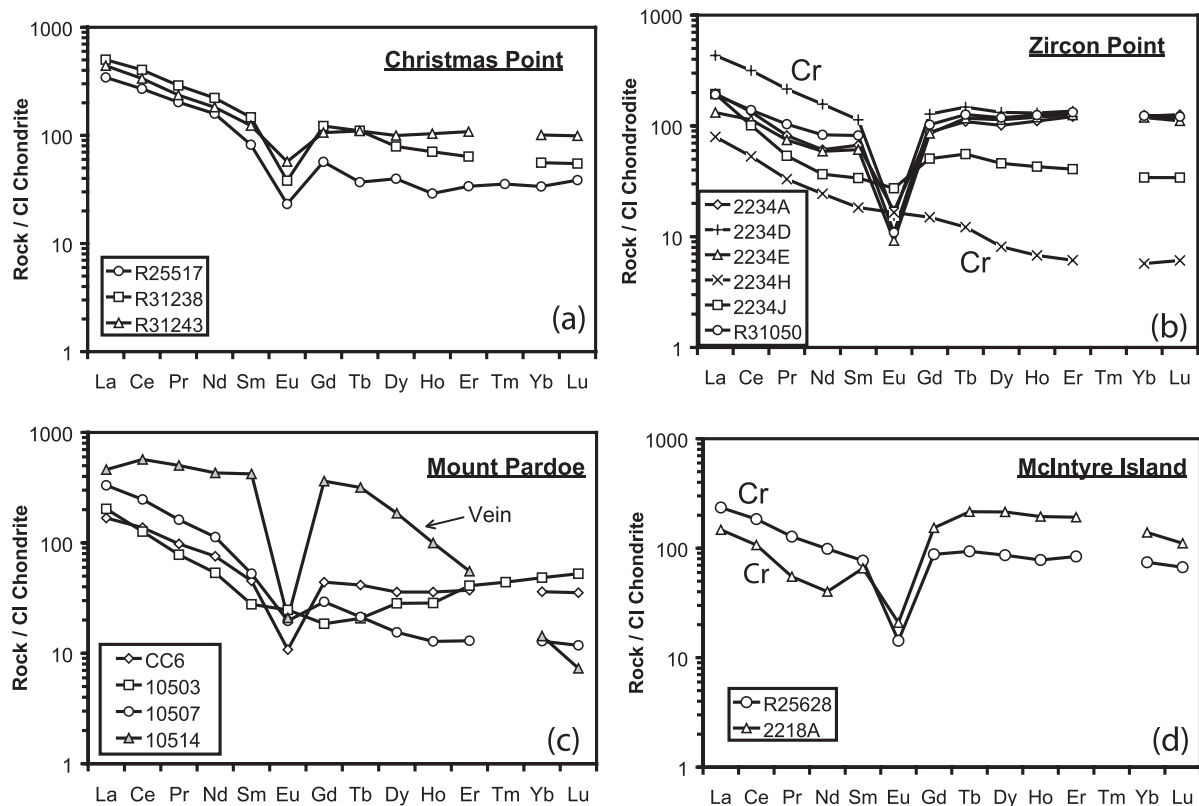 1000
Christmas Point
100
Rock / CI Chondrite
10
R25517
R31238
R31243
(a)
1
La Ce Pr Nd Sm Eu Gd Tb Dy Ho Er Tm Yb Lu
1000
Zircon Point
Cr
100
Rock / CI Chondrodite
2234A
2234D
2234E
2234H
2234J
R31050
10
Cr
(b)
1
La Ce Pr Nd Sm Eu Gd Tb Dy Ho Er Tm Yb Lu
1000
Mount Pardoe
Vein
100
Rock / CI Chondrite
10
CC6
10503
10507
10514
(c)
1
La Ce Pr Nd Sm Eu Gd Tb Dy Ho Er Tm Yb Lu
1000
McIntyre Island
Cr
100
Cr
Rock / CI Chondrite
10
R25628
2218A
(d)
1
La Ce Pr Nd Sm Eu Gd Tb Dy Ho Er Tm Yb Lu